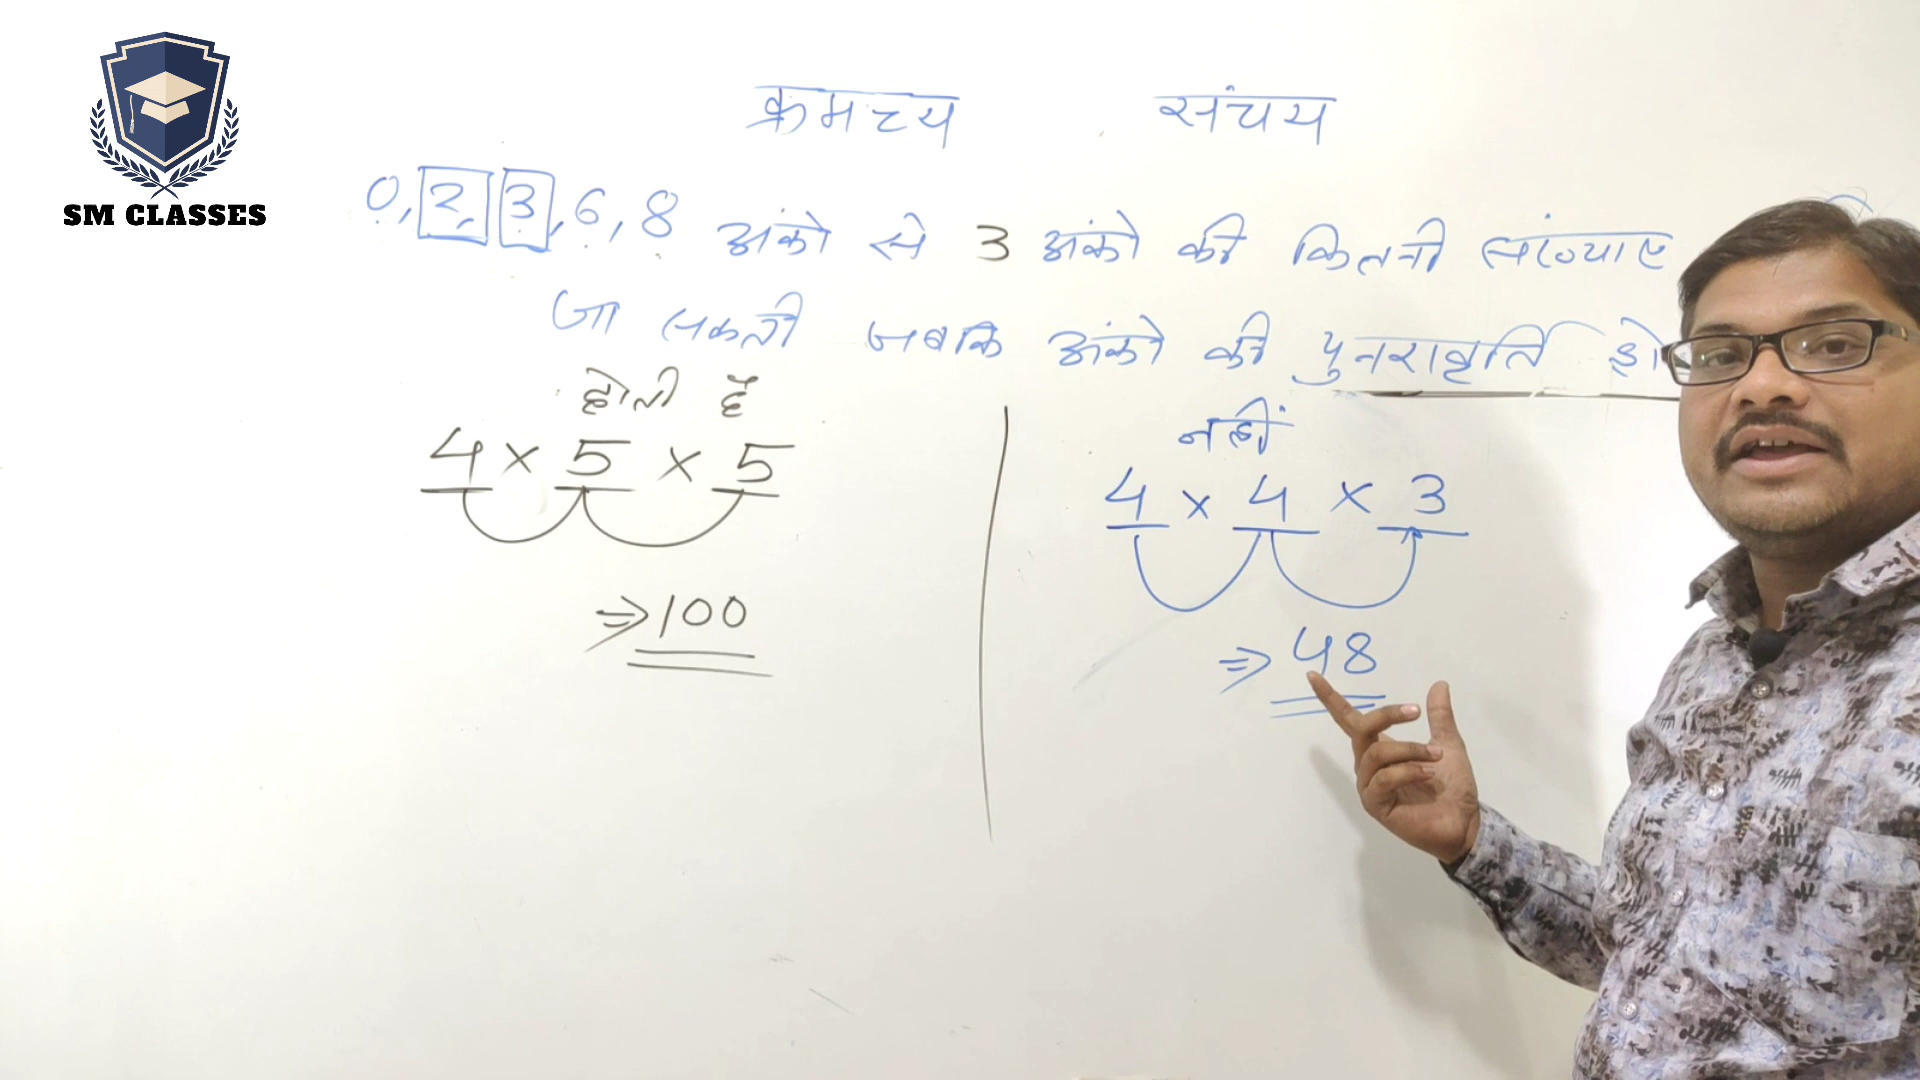 SM CLASSES
क्रमचय संचय
0, 2, 3, 6, 8 अंको से 3 अंको की कितनी संख्याए
जा सकती जबकि अंको की पुनरावृति हो
होती है
4 × 5 × 5
⇒ 100
नहीं
4 × 4 × 3
⇒ 48